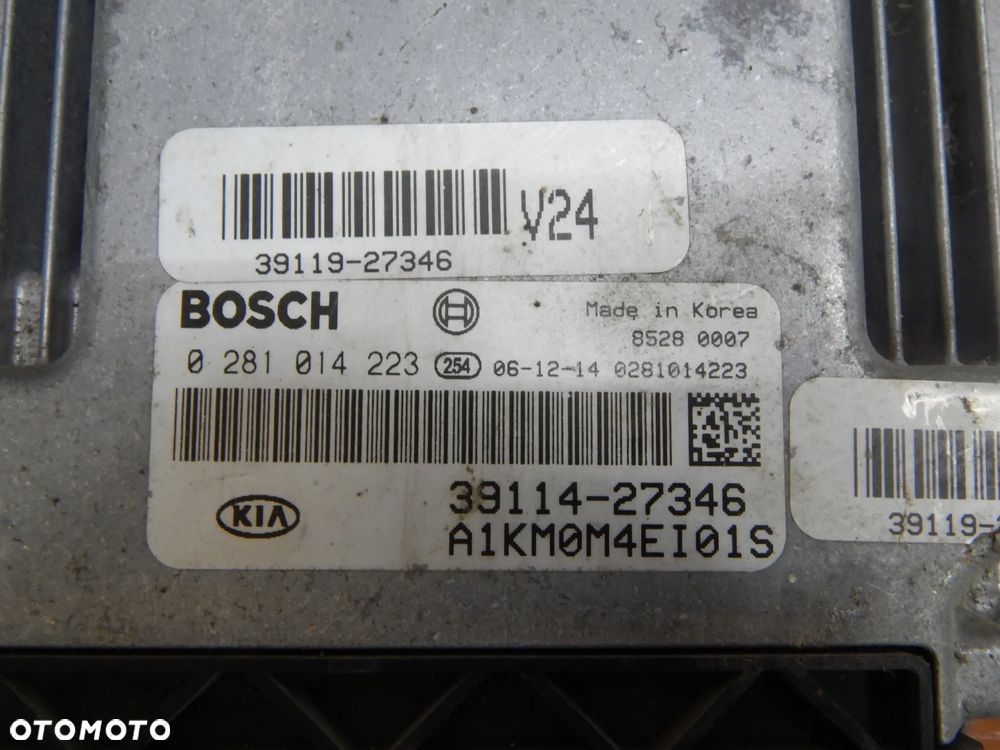 V24
39119-27346
BOSCH
Made in Korea
8528 0007
0 281 014 223 254 06-12-14 0281014223
KIA
39114-27346
A1KM0M4EI01S
39119-
OTOMOTO